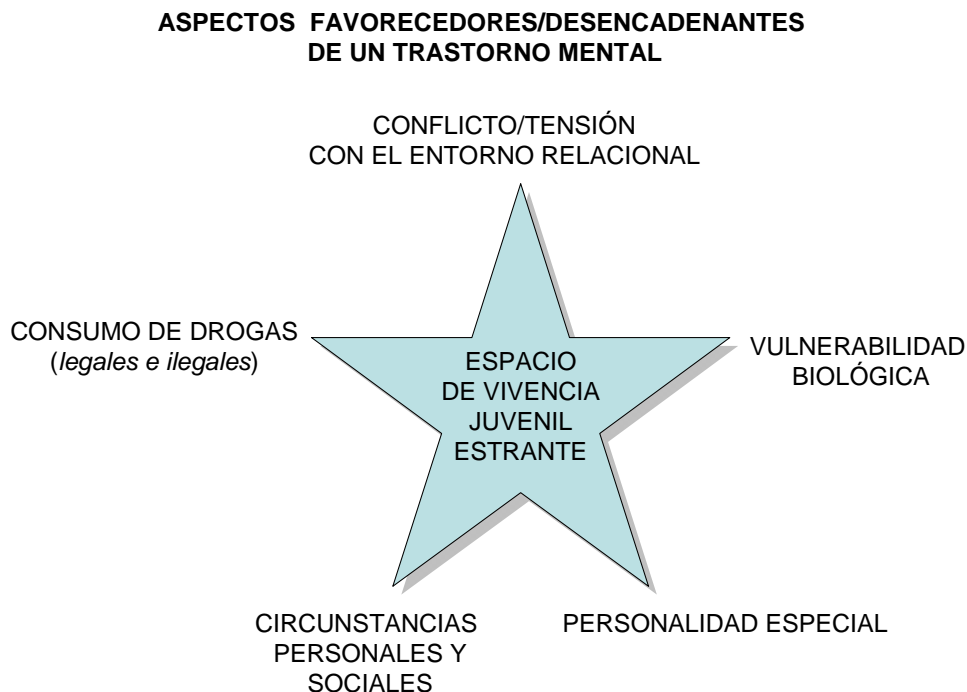 ASPECTOS FAVORECEDORES/DESENCADENANTES
DE UN TRASTORNO MENTAL
CONFLICTO/TENSIÓN
CON EL ENTORNO RELACIONAL
CONSUMO DE DROGAS
(legales e ilegales)
ESPACIO
DE VIVENCIA
JUVENIL
ESTRANTE
VULNERABILIDAD
BIOLÓGICA
CIRCUNSTANCIAS
PERSONALES Y
SOCIALES
PERSONALIDAD ESPECIAL